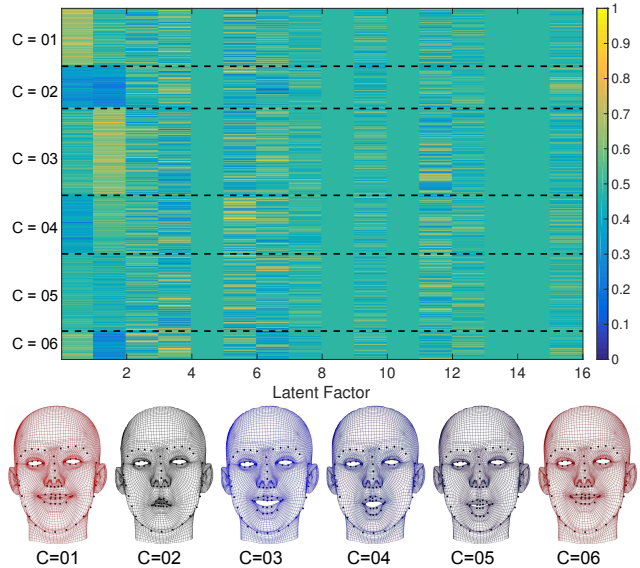 C = 01
C = 02
C = 03
C = 04
C = 05
C = 06
1
0.9
0.8
0.7
0.6
0.5
0.4
0.3
0.2
0.1
0
2 4 6 8 10 12 14 16
Latent Factor
C=01 C=02 C=03 C=04 C=05 C=06